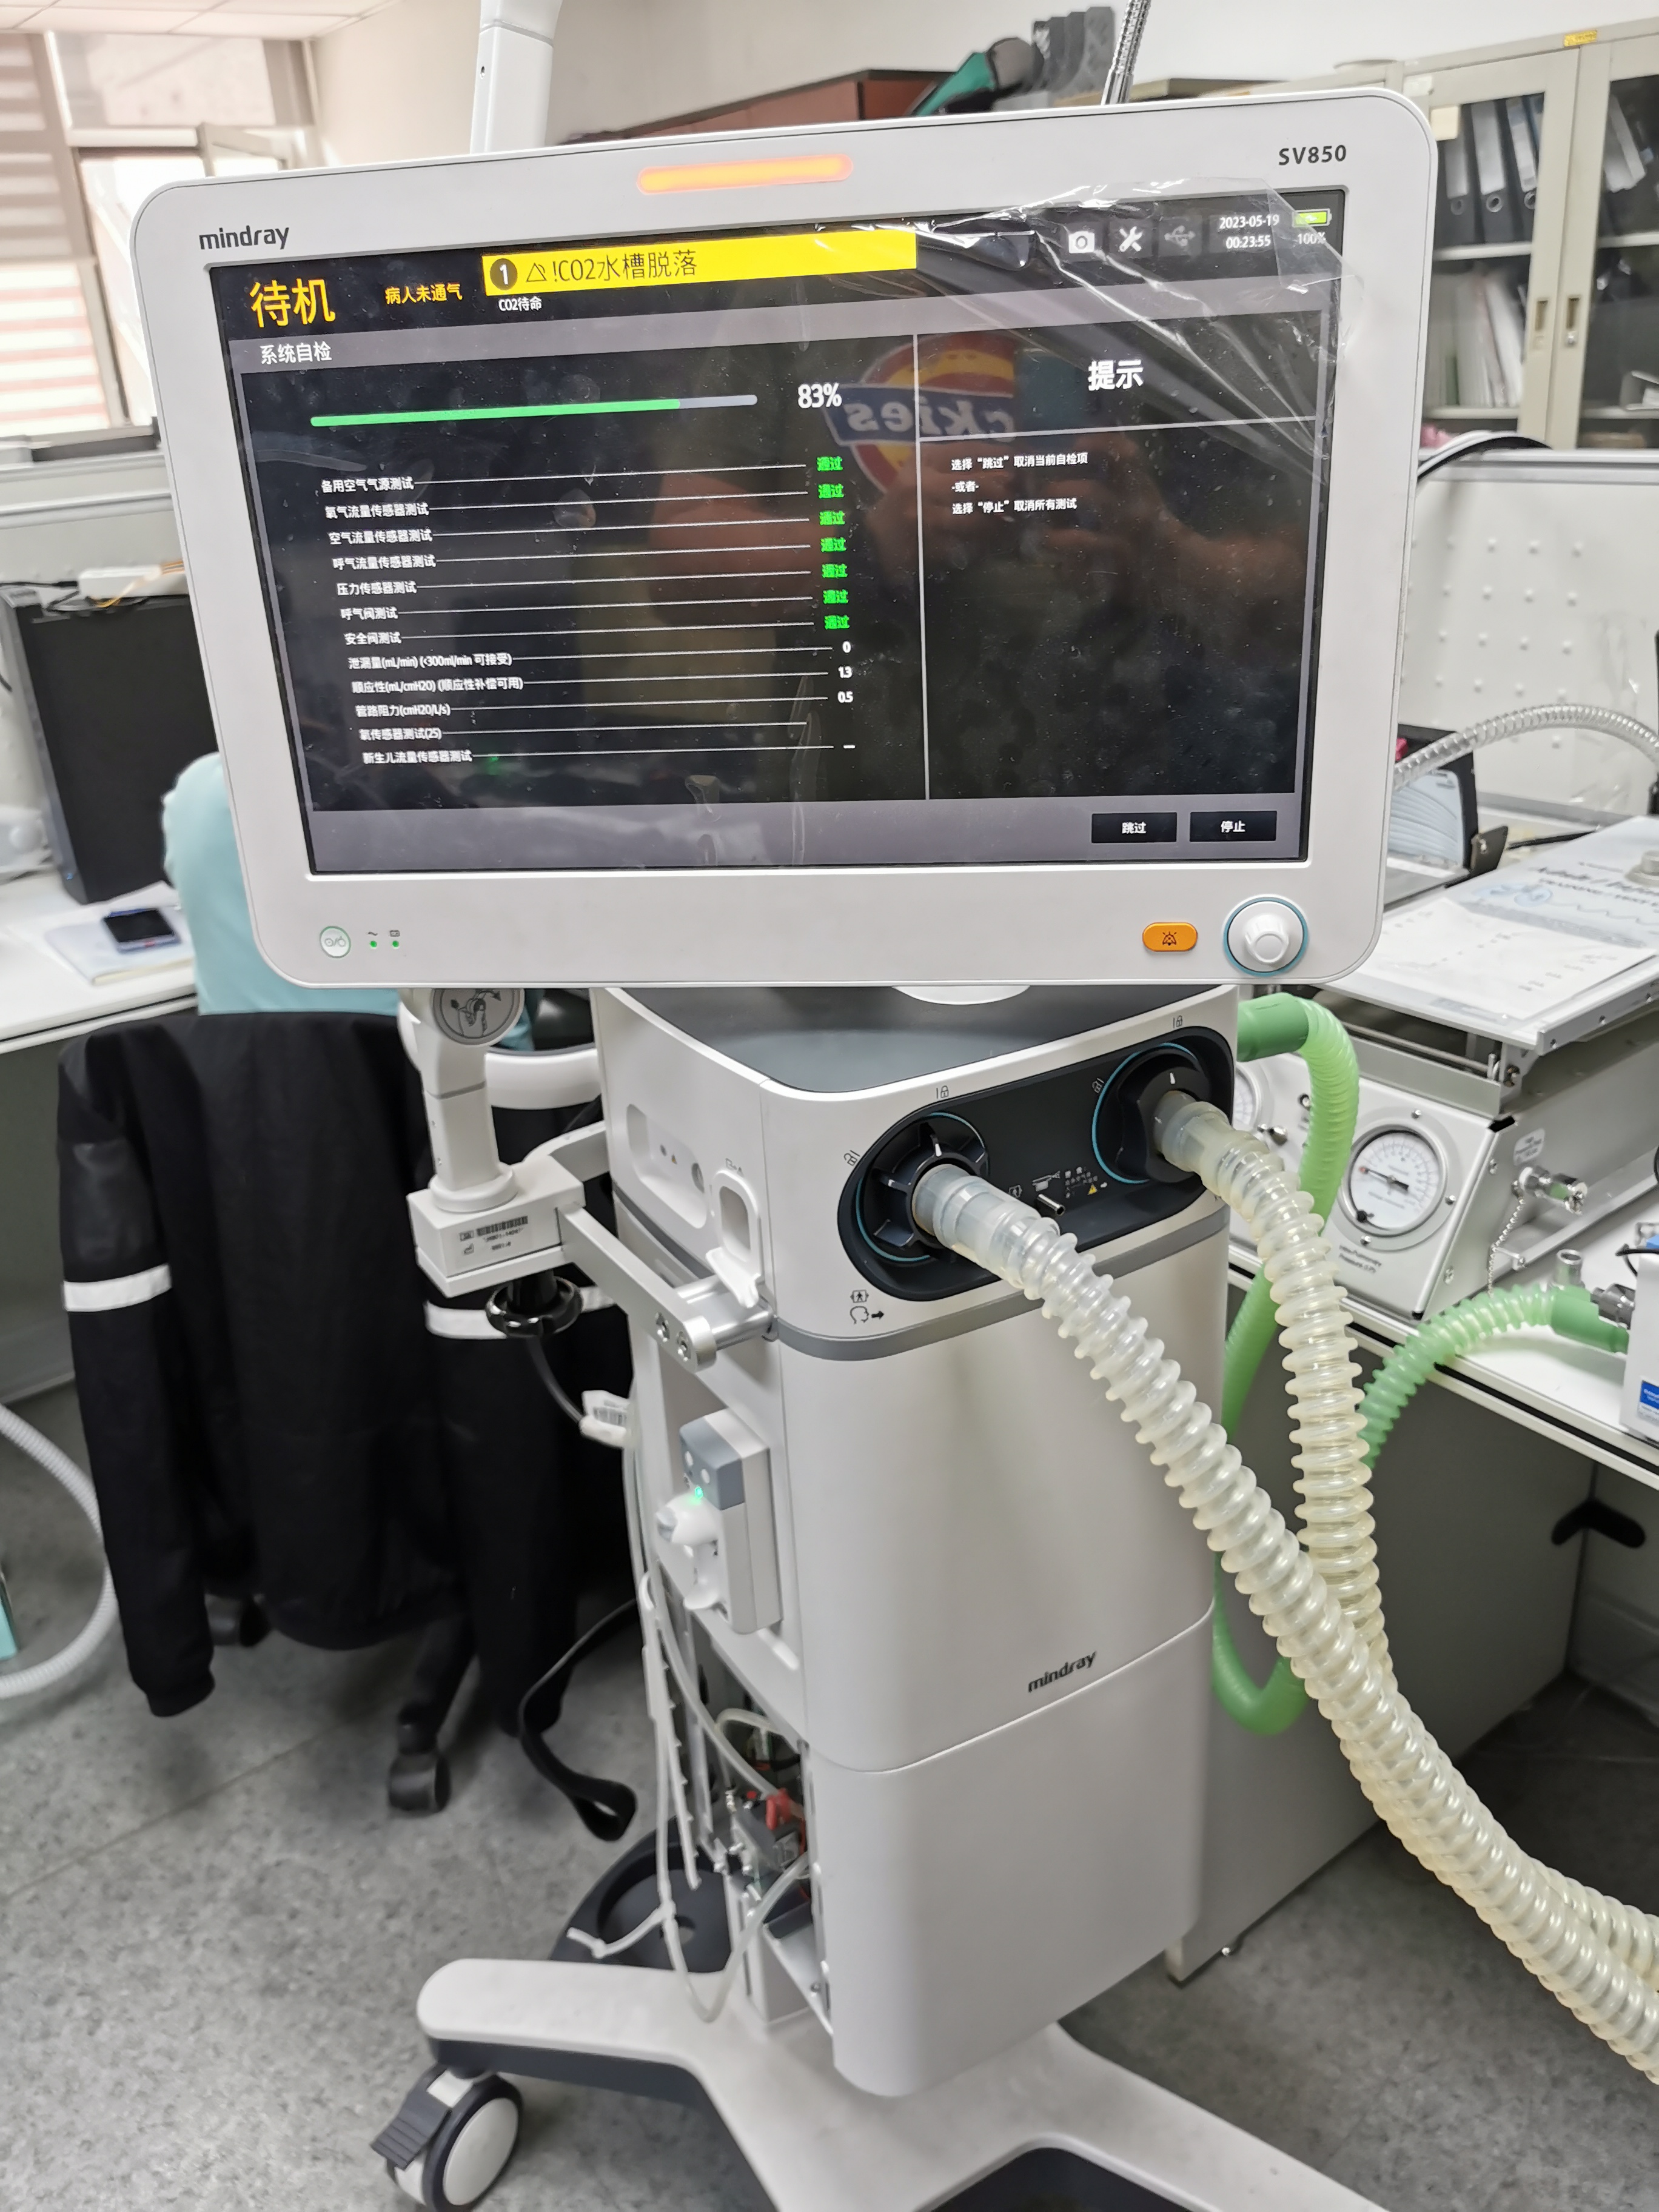 SV850
mindray
2023-05-19
00:23:55
100%
待机
病人未通气
1 !CO2水槽脱落
CO2待命
系统自检
83%
备用空气气源测试 通过
氧气流量传感器测试 通过
空气流量传感器测试 通过
呼气流量传感器测试 通过
压力传感器测试 通过
呼气阀测试 通过
安全阀测试 通过
泄漏量(mL/min) (<300ml/min 可接受) 0
顺应性(mL/cmH2O) (顺应性补偿可用) 1.3
管路阻力(cmH2O/L/s) 0.5
氧传感器测试(25)
新生儿流量传感器测试 --
提示
选择“跳过”取消当前自检项
-或者-
选择“停止”取消所有测试
跳过
停止
mindray